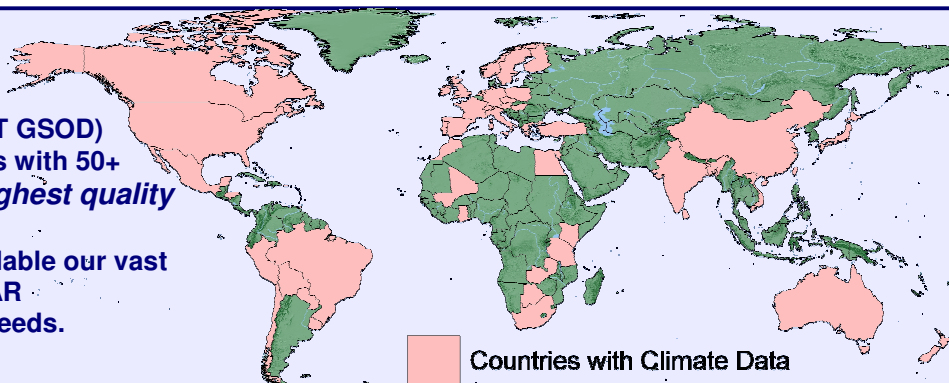 T GSOD)
s with 50+
ghest quality
lable our vast
AR
eeds.
Countries with Climate Data